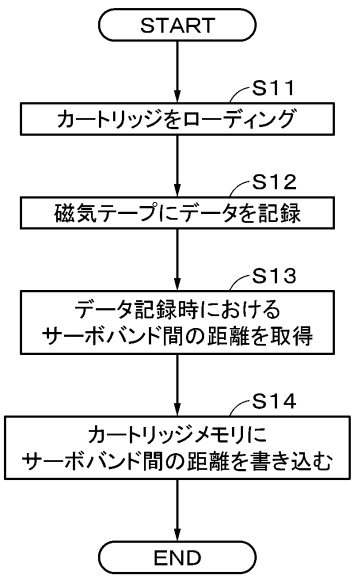 START
S11
カートリッジをローディング
S12
磁気テープにデータを記録
S13
データ記録時における
サーボバンド間の距離を取得
S14
カートリッジメモリに
サーボバンド間の距離を書き込む
END